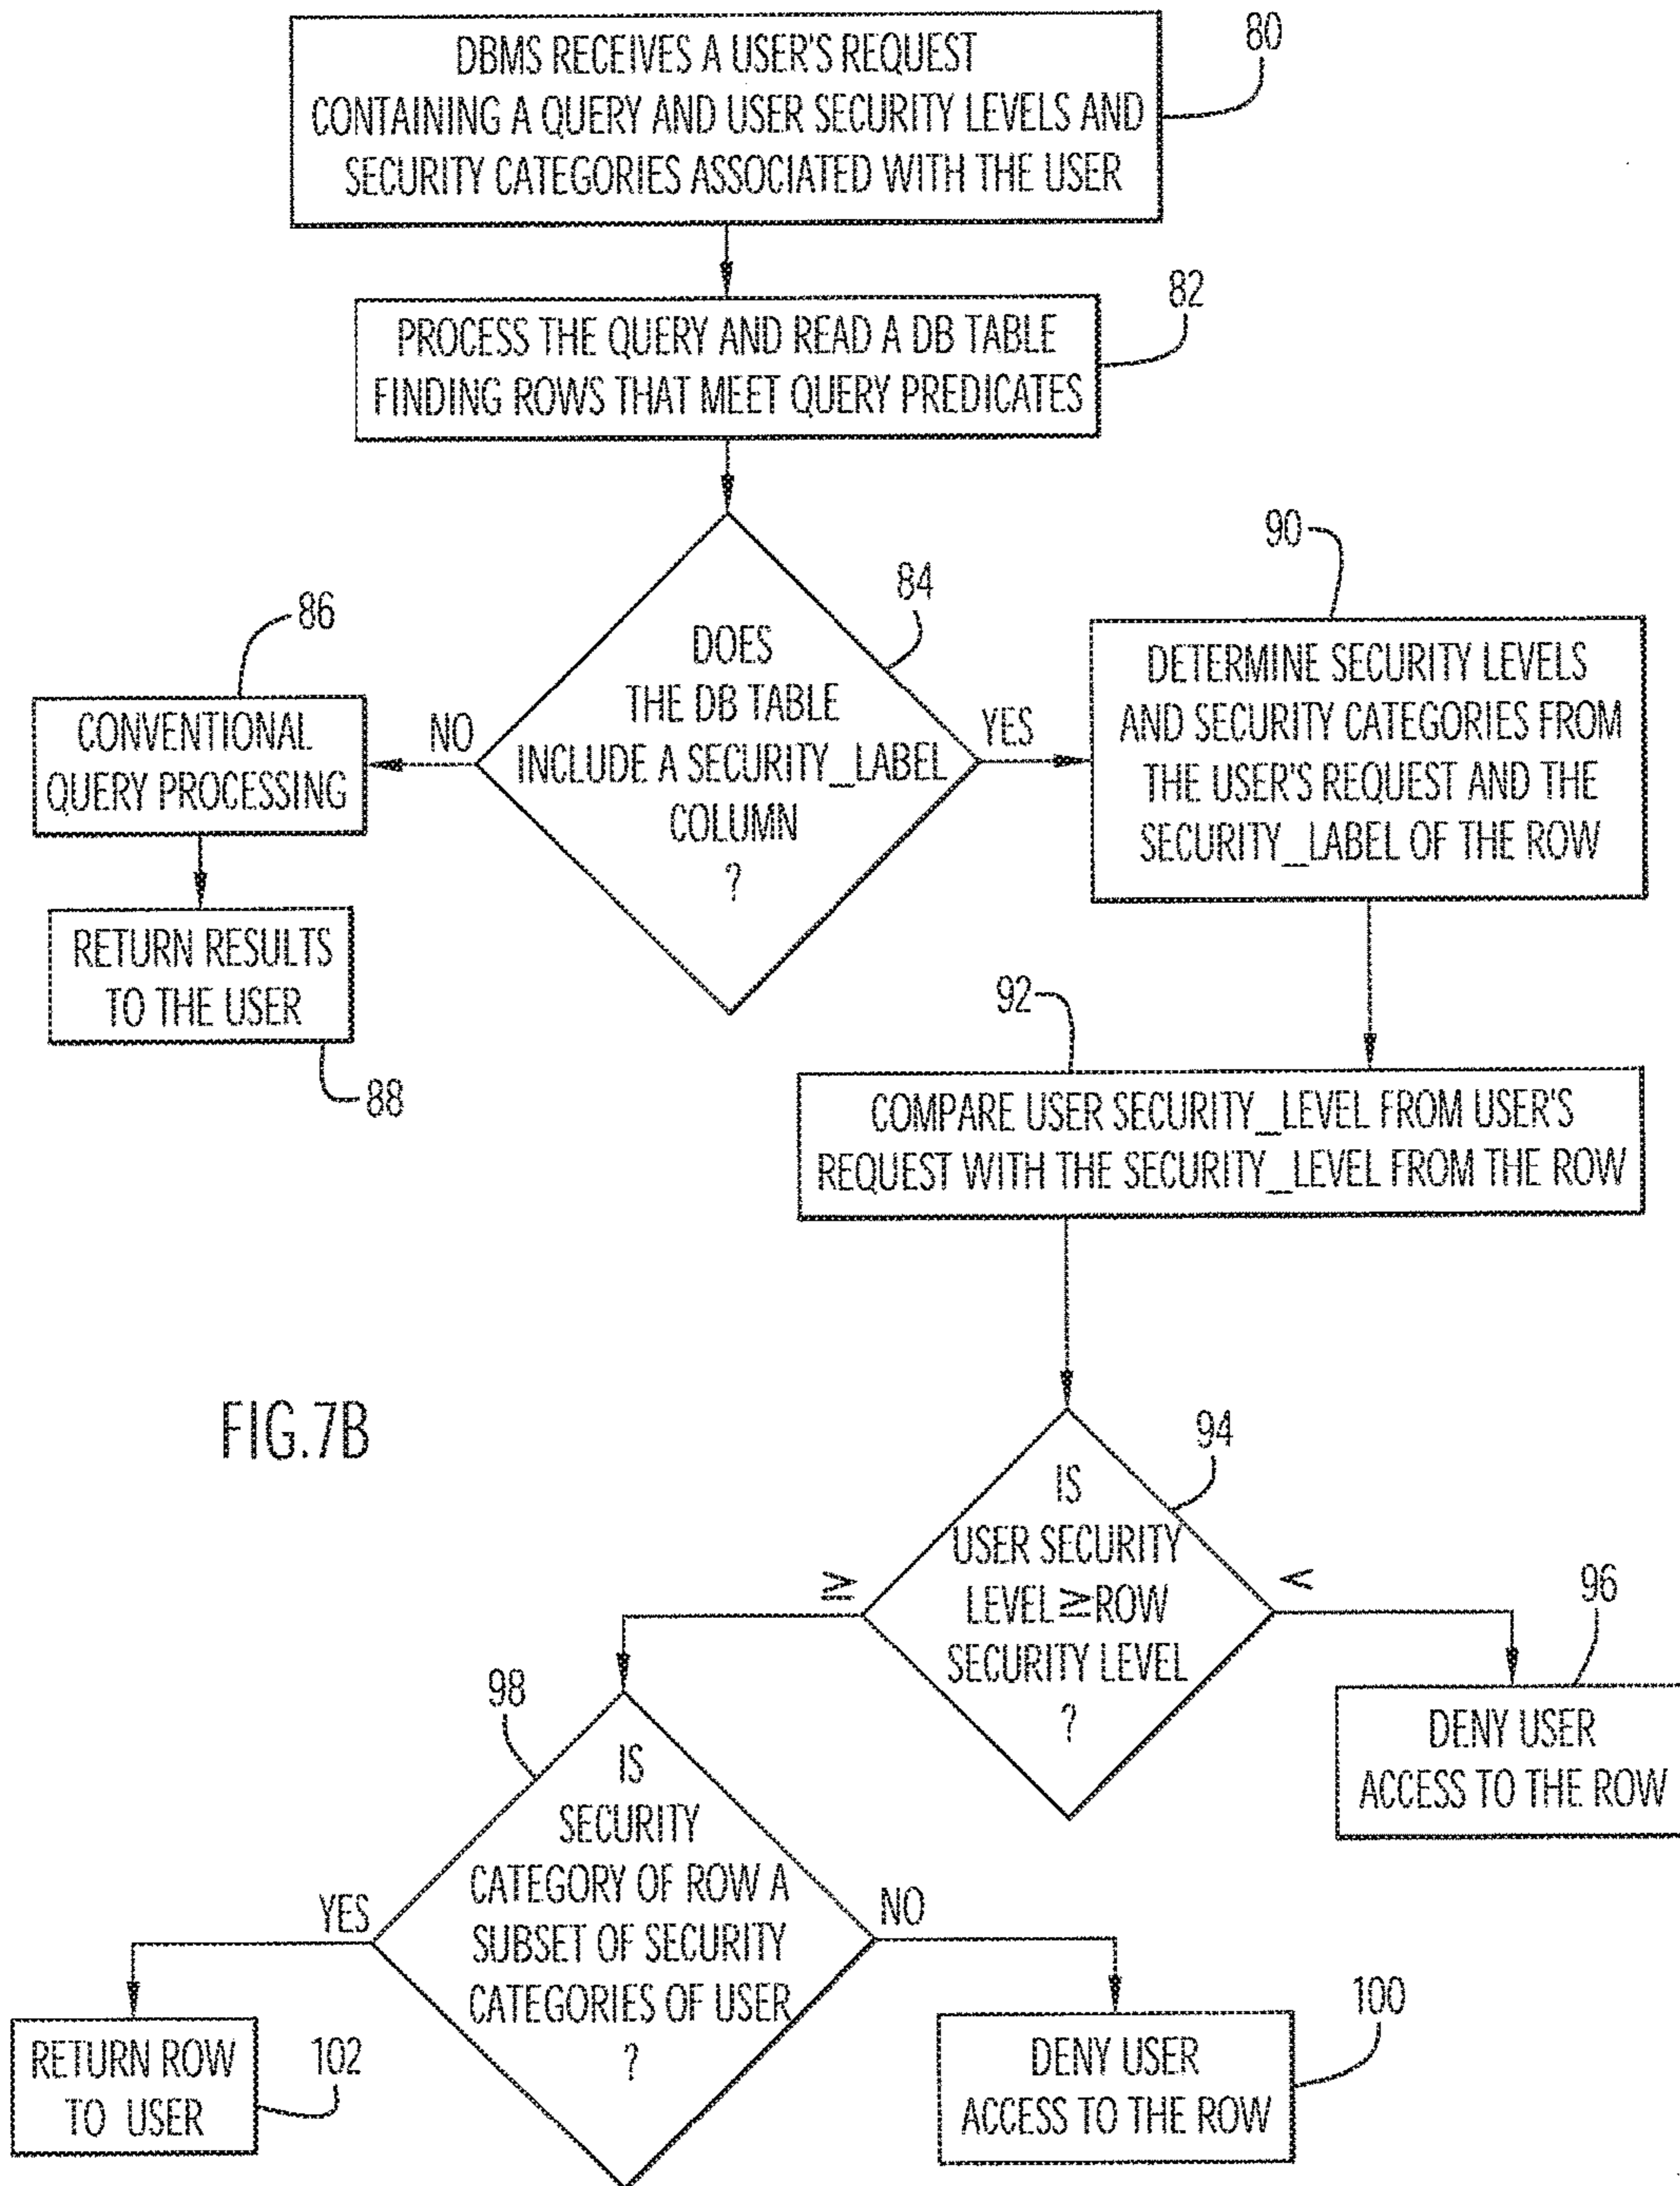 DBMS RECEIVES A USER'S REQUEST
CONTAINING A QUERY AND USER SECURITY LEVELS AND
SECURITY CATEGORIES ASSOCIATED WITH THE USER
80
PROCESS THE QUERY AND READ A DB TABLE
FINDING ROWS THAT MEET QUERY PREDICATES
82
DOES
THE DB TABLE
INCLUDE A SECURITY_LABEL
COLUMN
?
84
NO
YES
86
CONVENTIONAL
QUERY PROCESSING
RETURN RESULTS
TO THE USER
88
90
DETERMINE SECURITY LEVELS
AND SECURITY CATEGORIES FROM
THE USER'S REQUEST AND THE
SECURITY_LABEL OF THE ROW
92
COMPARE USER SECURITY_LEVEL FROM USER'S
REQUEST WITH THE SECURITY_LEVEL FROM THE ROW
FIG.7B
94
IS
USER SECURITY
LEVEL≥ROW
SECURITY LEVEL
?
≥
<
96
DENY USER
ACCESS TO THE ROW
98
IS
SECURITY
CATEGORY OF ROW A
SUBSET OF SECURITY
CATEGORIES OF USER
?
YES
NO
RETURN ROW
TO USER
102
DENY USER
ACCESS TO THE ROW
100